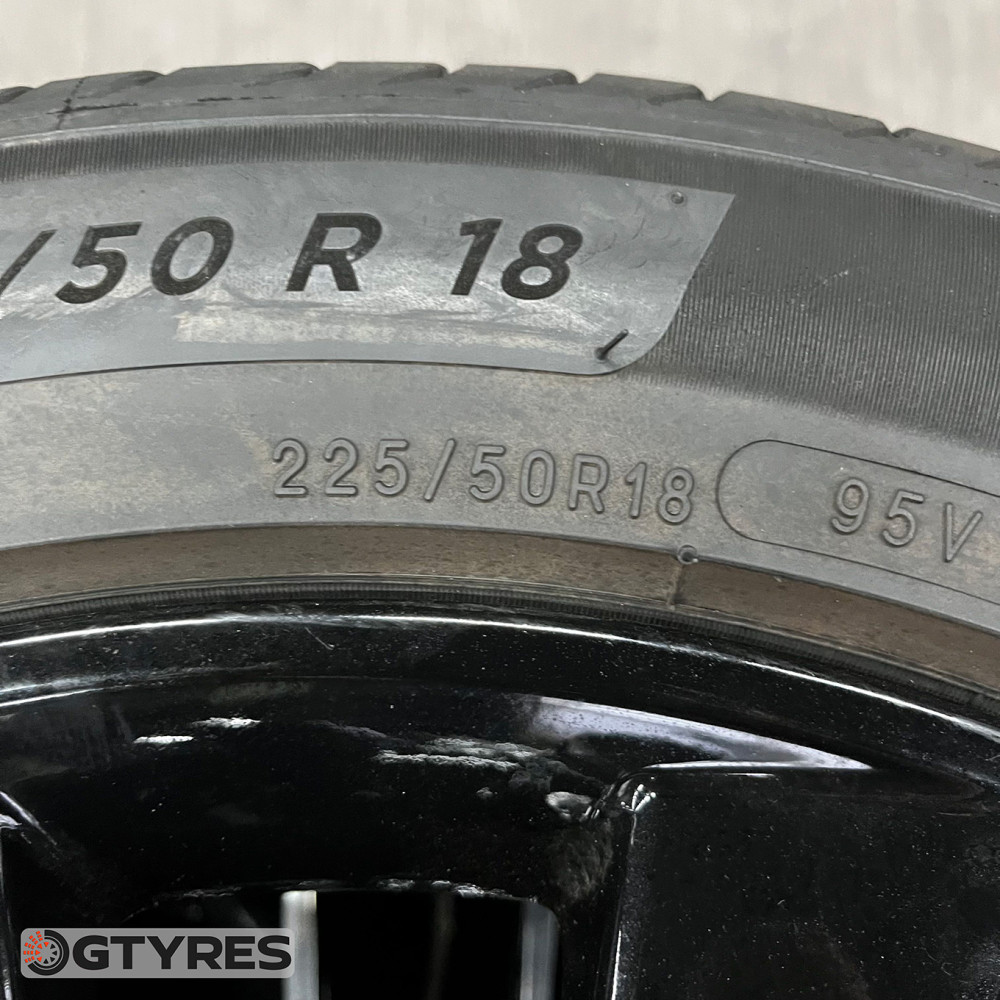 /50 R 18
225/50R18 95V
GTYRES